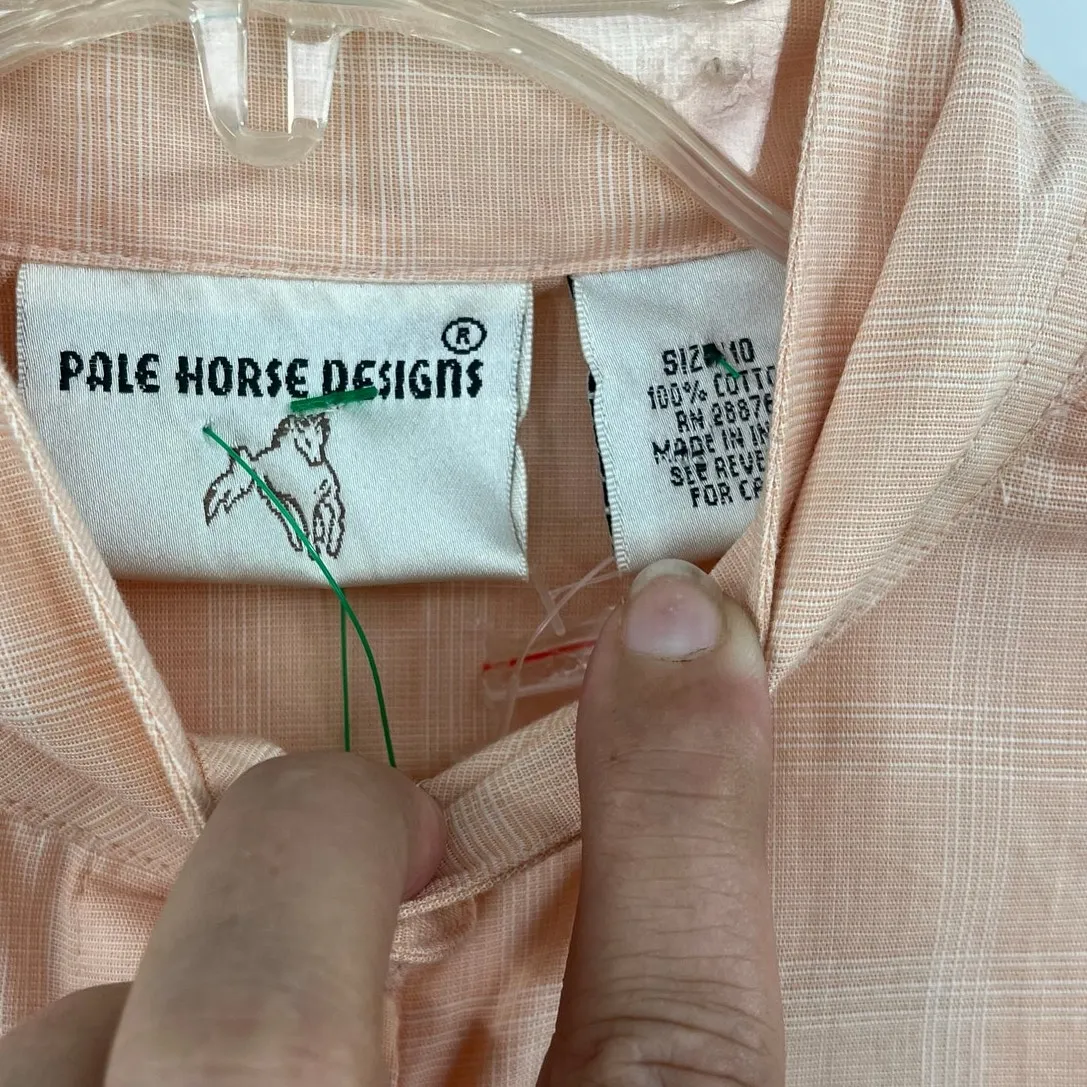 PALE HORSE DESIGNS ®
SIZE 10
100% COTTO
RN 28876
MADE IN IN
SEE REVE
FOR CA